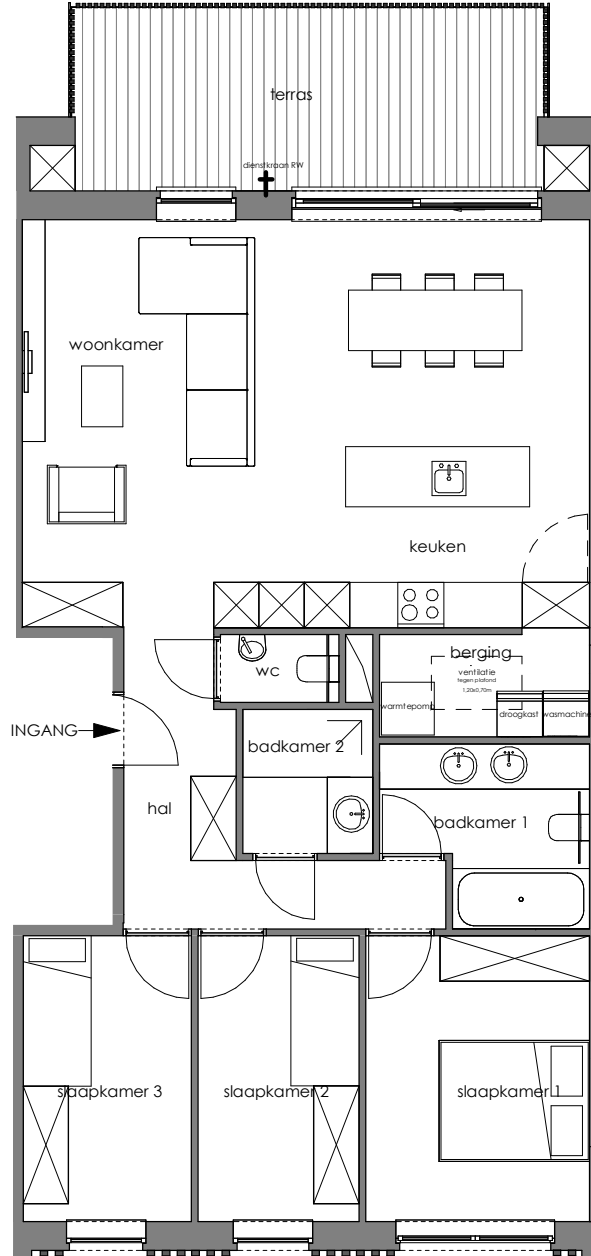 terras
dienstkraan RW
woonkamer
keuken
wc
berging
ventilatie
tegen plafond
1,20x0,70m
warmtepomp
droogkast
wasmachine
INGANG
badkamer 2
hal
badkamer 1
slaapkamer 3
slaapkamer 2
slaapkamer 1